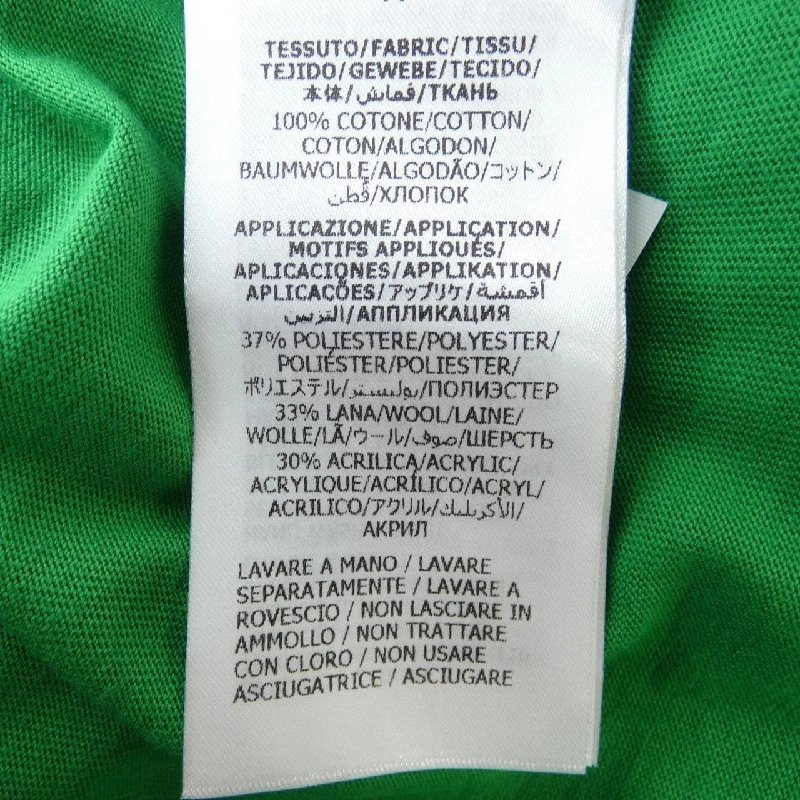 TESSUTO/FABRIC/TISSU/
TEJIDO/GEWEBE/TECIDO/
本体/قماش/ТКАНЬ
100% COTONE/COTTON/
COTON/ALGODON/
BAUMWOLLE/ALGODÃO/コットン/
قطن/ХЛОПОК
APPLICAZIONE/APPLICATION/
MOTIFS APPLIQUÉS/
APLICACIONES/APPLIKATION/
APLICACÕES/アップリケ/أقمشة
التزيين/АППЛИКАЦИЯ
37% POLIESTERE/POLYESTER/
POLIÉSTER/POLIESTER/
ポリエステル/بوليستر/ПОЛИЭСТЕР
33% LANA/WOOL/LAINE/
WOLLE/LÃ/ウール/صوف/ШЕРСТЬ
30% ACRILICA/ACRYLIC/
ACRYLIQUE/ACRÍLICO/ACRYL/
ACRILICO/アクリル/الأكريليك/
АКРИЛ
LAVARE A MANO / LAVARE
SEPARATAMENTE / LAVARE A
ROVESCIO / NON LASCIARE IN
AMMOLLO / NON TRATTARE
CON CLORO / NON USARE
ASCIUGATRICE / ASCIUGARE